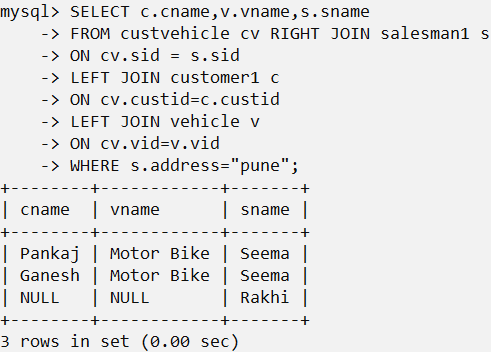 mysql> SELECT c.cname,v.vname,s.sname
    -> FROM custvehicle cv RIGHT JOIN salesman1 s
    -> ON cv.sid = s.sid
    -> LEFT JOIN customer1 c
    -> ON cv.custid=c.custid
    -> LEFT JOIN vehicle v
    -> ON cv.vid=v.vid
    -> WHERE s.address="pune";
+--------+------------+-------+
| cname  | vname      | sname |
+--------+------------+-------+
| Pankaj | Motor Bike | Seema |
| Ganesh | Motor Bike | Seema |
| NULL   | NULL       | Rakhi |
+--------+------------+-------+
3 rows in set (0.00 sec)